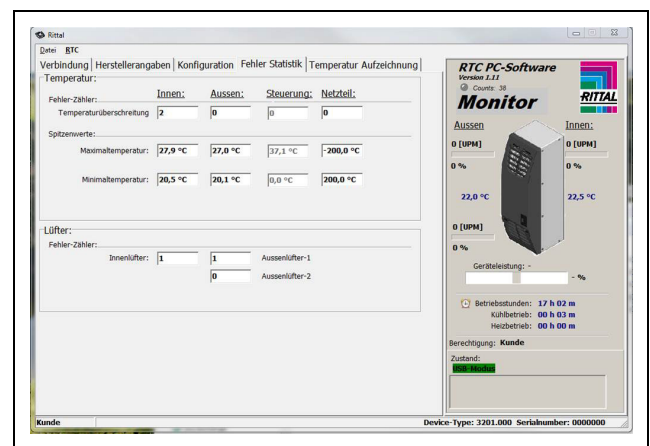 Rittal
Datei RTC
Verbindung Herstellerangaben Konfiguration Fehler Statistik Temperatur Aufzeichnung
Temperatur:
Innen: Aussen: Steuerung: Netzteil:
Fehler-Zähler:
Temperaturüberschreitung 2 0 0 0
Spitzenwerte:
Maximaltemperatur: 27,9 °C 27,0 °C 37,1 °C -200,0 °C
Minimaltemperatur: 20,5 °C 20,1 °C 0,0 °C 200,0 °C
Lüfter:
Fehler-Zähler:
Innenlüfter: 1 1 Aussenlüfter-1
0 Aussenlüfter-2
RTC PC-Software
Version 1.11
Counts: 38
Monitor
RITTAL
Aussen Innen:
0 [UPM] 0 [UPM]
0 % 0 %
22,0 °C 22,5 °C
0 [UPM]
0 %
Geräteleistung: -
- %
Betriebsstunden: 17 h 02 m
Kühlbetrieb: 00 h 03 m
Heizbetrieb: 00 h 00 m
Berechtigung: Kunde
Zustand:
USB-Modus
Kunde Device-Type: 3201.000 Serialnumber: 0000000